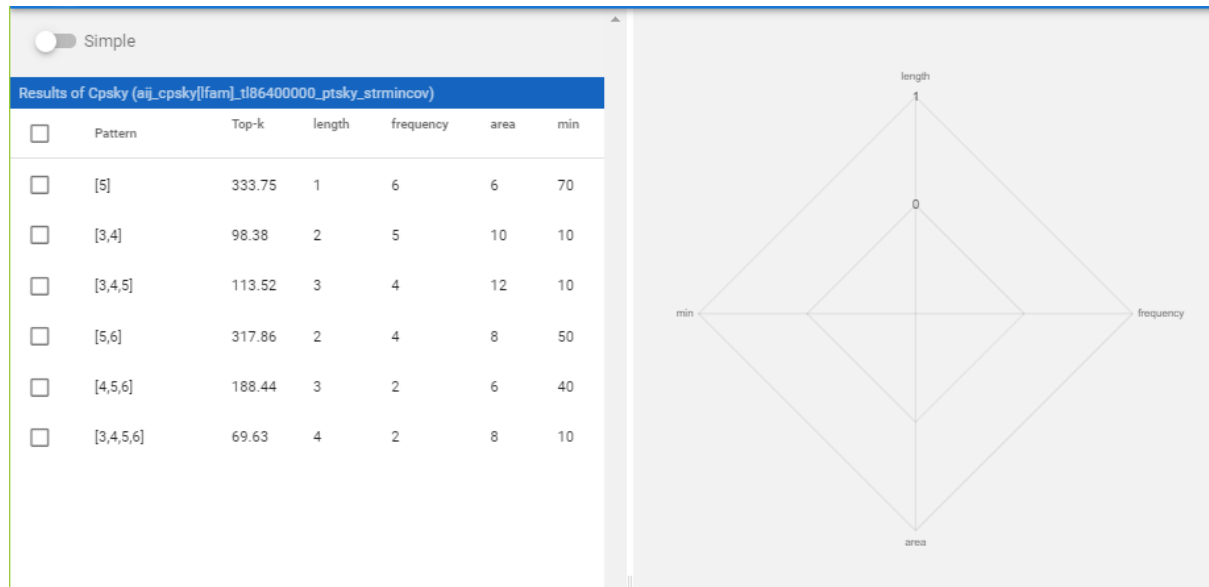 Simple
Results of Cpsky (aij_cpsky[lfam]_tl86400000_ptsky_strmincov)
Pattern Top-k length frequency area min
[5] 333.75 1 6 6 70
[3,4] 98.38 2 5 10 10
[3,4,5] 113.52 3 4 12 10
[5,6] 317.86 2 4 8 50
[4,5,6] 188.44 3 2 6 40
[3,4,5,6] 69.63 4 2 8 10
length
1
0
min
frequency
area